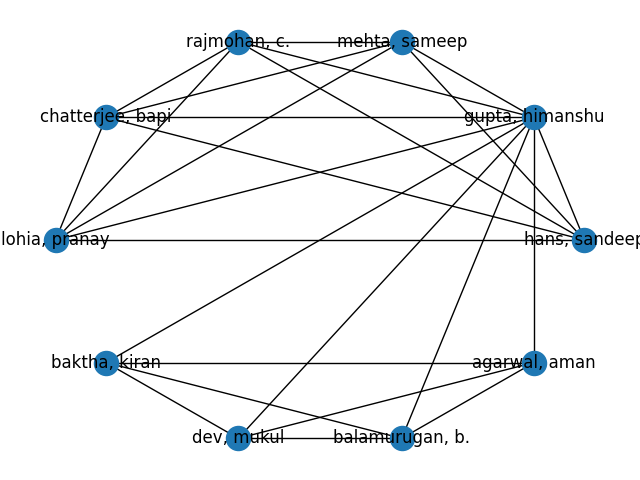 rajmohan, c.
mehta, sameep
chatterjee, bapi
gupta, himanshu
lohia, pranay
hans, sandeep
baktha, kiran
agarwal, aman
dev, mukul
balamurugan, b.